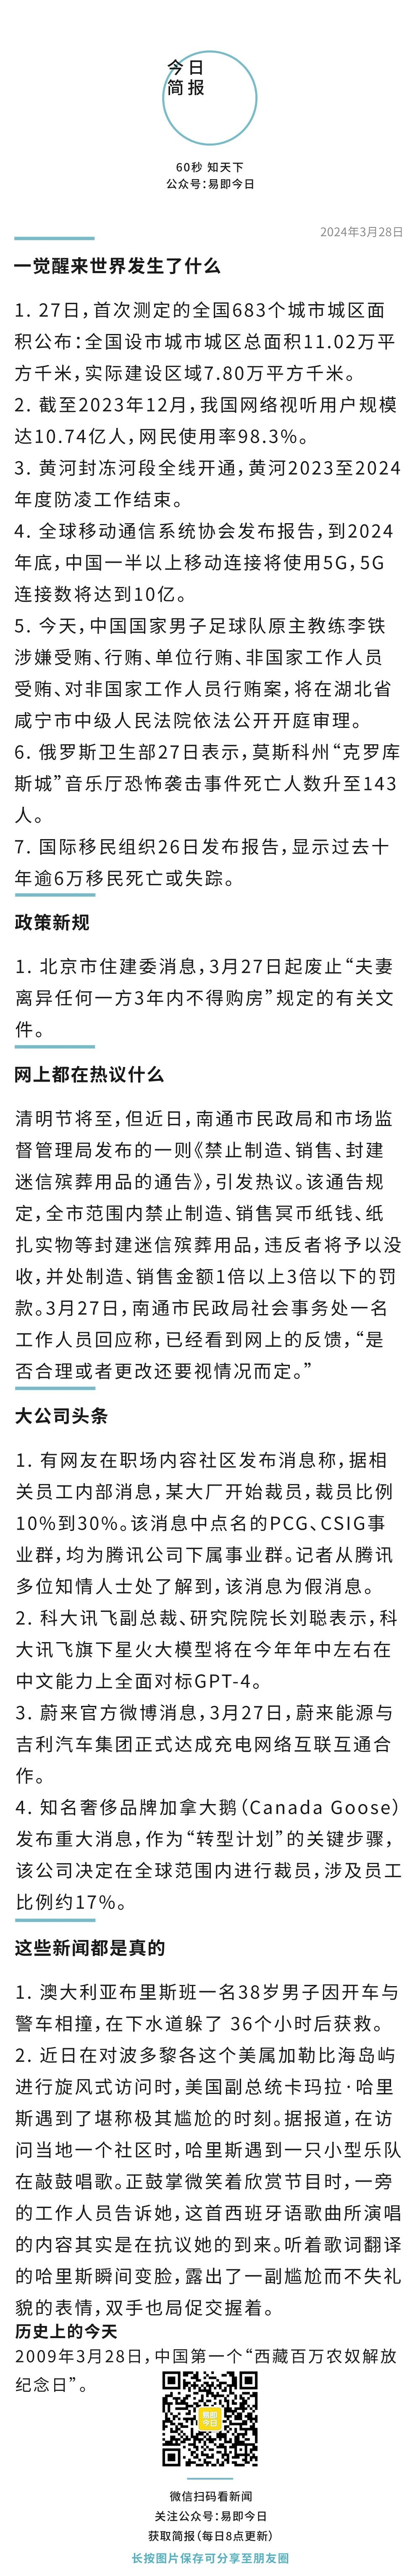 今日
简报
60秒 知天下
公众号：易即今日
2024年3月28日
一觉醒来世界发生了什么
1. 27日，首次测定的全国683个城市城区面
积公布：全国设市城市城区总面积11.02万平
方千米，实际建设区域7.80万平方千米。
2. 截至2023年12月，我国网络视听用户规模
达10.74亿人，网民使用率98.3%。
3. 黄河封冻河段全线开通，黄河2023至2024
年度防凌工作结束。
4. 全球移动通信系统协会发布报告，到2024
年底，中国一半以上移动连接将使用5G，5G
连接数将达到10亿。
5. 今天，中国国家男子足球队原主教练李铁
涉嫌受贿、行贿、单位行贿、非国家工作人员
受贿、对非国家工作人员行贿案，将在湖北省
咸宁市中级人民法院依法公开开庭审理。
6. 俄罗斯卫生部27日表示，莫斯科州“克罗库
斯城”音乐厅恐怖袭击事件死亡人数升至143
人。
7. 国际移民组织26日发布报告，显示过去十
年逾6万移民死亡或失踪。
政策新规
1. 北京市住建委消息，3月27日起废止“夫妻
离异任何一方3年内不得购房”规定的有关文
件。
网上都在热议什么
清明节将至，但近日，南通市民政局和市场监
督管理局发布的一则《禁止制造、销售、封建
迷信殡葬用品的通告》，引发热议。该通告规
定，全市范围内禁止制造、销售冥币纸钱、纸
扎实物等封建迷信殡葬用品，违反者将予以没
收，并处制造、销售金额1倍以上3倍以下的罚
款。3月27日，南通市民政局社会事务处一名
工作人员回应称，已经看到网上的反馈，“是
否合理或者更改还要视情况而定。”
大公司头条
1. 有网友在职场内容社区发布消息称，据相
关员工内部消息，某大厂开始裁员，裁员比例
10%到30%。该消息中点名的PCG、CSIG事
业群，均为腾讯公司下属事业群。记者从腾讯
多位知情人士处了解到，该消息为假消息。
2. 科大讯飞副总裁、研究院院长刘聪表示，科
大讯飞旗下星火大模型将在今年年中左右在
中文能力上全面对标GPT-4。
3. 蔚来官方微博消息，3月27日，蔚来能源与
吉利汽车集团正式达成充电网络互联互通合
作。
4. 知名奢侈品牌加拿大鹅（Canada Goose）
发布重大消息，作为“转型计划”的关键步骤，
该公司决定在全球范围内进行裁员，涉及员工
比例约17%。
这些新闻都是真的
1. 澳大利亚布里斯班一名38岁男子因开车与
警车相撞，在下水道躲了 36个小时后获救。
2. 近日在对波多黎各这个美属加勒比海岛屿
进行旋风式访问时，美国副总统卡玛拉·哈里
斯遇到了堪称极其尴尬的时刻。据报道，在访
问当地一个社区时，哈里斯遇到一只小型乐队
在敲鼓唱歌。正鼓掌微笑着欣赏节目时，一旁
的工作人员告诉她，这首西班牙语歌曲所演唱
的内容其实是在抗议她的到来。听着歌词翻译
的哈里斯瞬间变脸，露出了一副尴尬而不失礼
貌的表情，双手也局促交握着。
历史上的今天
2009年3月28日，中国第一个“西藏百万农奴解放
纪念日”。
易即
今日
微信扫码看新闻
关注公众号：易即今日
获取简报（每日8点更新）
长按图片保存可分享至朋友圈